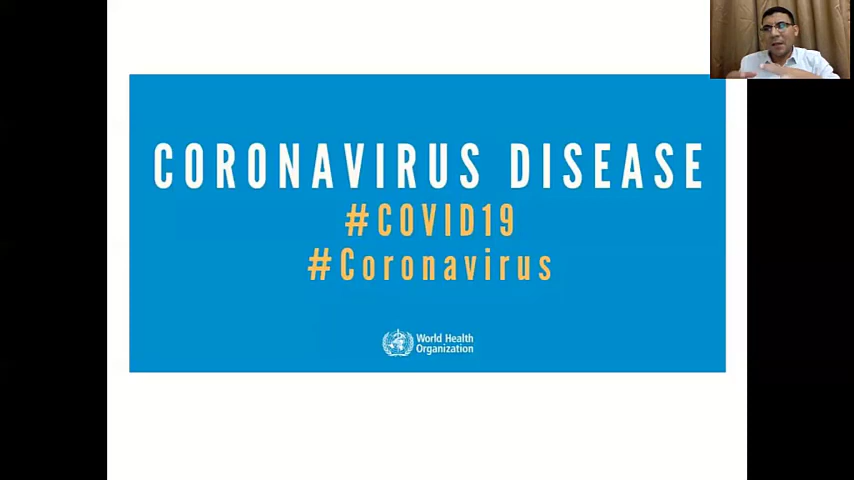 CORONAVIRUS DISEASE
#COVID19
#Coronavirus
World Health
Organization